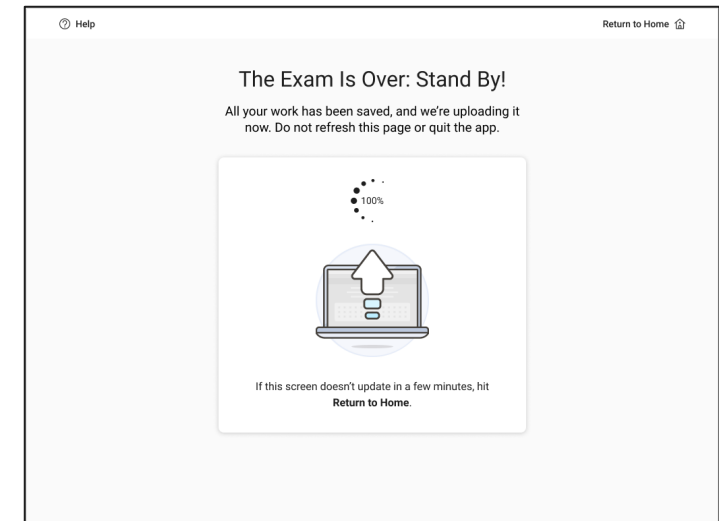 Help
Return to Home
The Exam Is Over: Stand By!
All your work has been saved, and we're uploading it
now. Do not refresh this page or quit the app.
100%
If this screen doesn't update in a few minutes, hit
Return to Home.